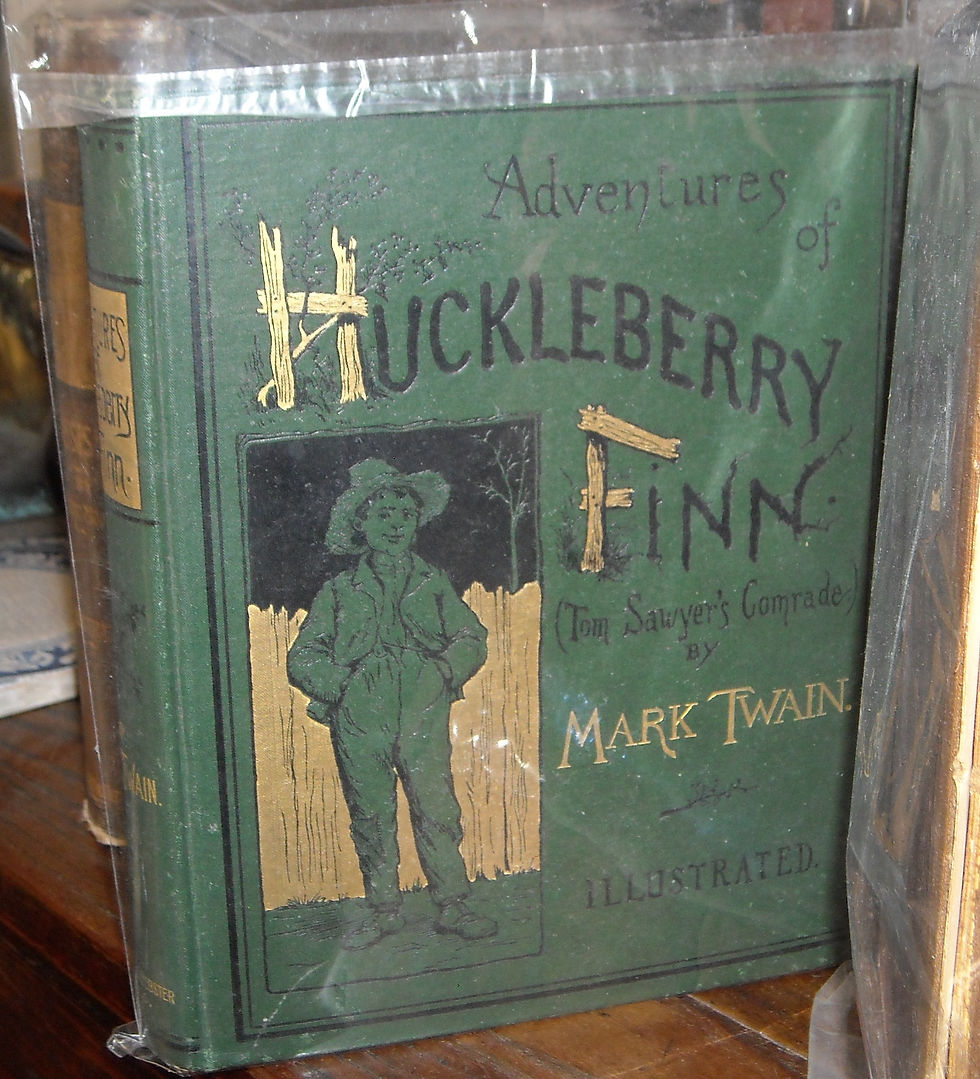 Adventures
of
HUCKLEBERRY
FINN.
(Tom Sawyer's Comrade.)
BY
MARK TWAIN.
ILLUSTRATED.